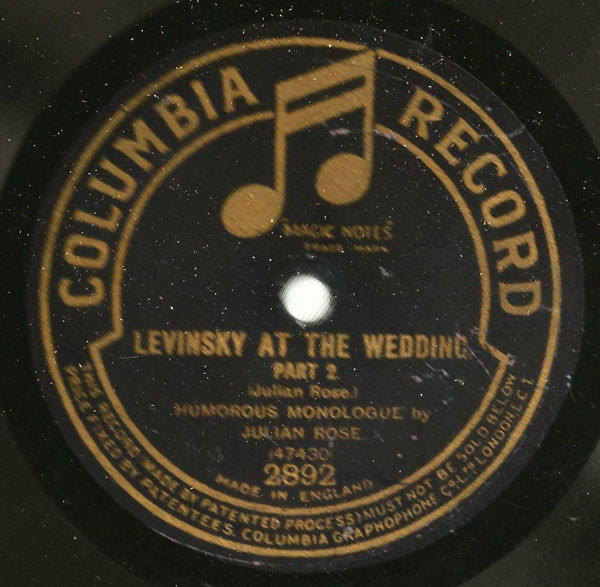 COLUMBIA RECORD
"MAGIC NOTES"
TRADE MARK
LEVINSKY AT THE WEDDING
PART 2
(Julian Rose.)
HUMOROUS MONOLOGUE by
JULIAN ROSE
(47430)
2892
MADE IN ENGLAND
THIS RECORD (MADE BY PATENTED PROCESS) MUST NOT BE SOLD BELOW
PRICE FIXED BY PATENTEES, COLUMBIA GRAPHOPHONE Co. LTD LONDON, E.C.1